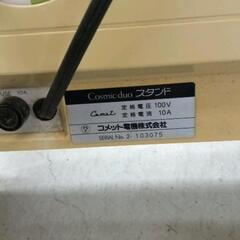 FUSE 10A
Cosmic-duo スタンド
定格電圧 100V
Comet 定格電流 10A
コメット電機株式会社
SERIAL No. 2- 103075